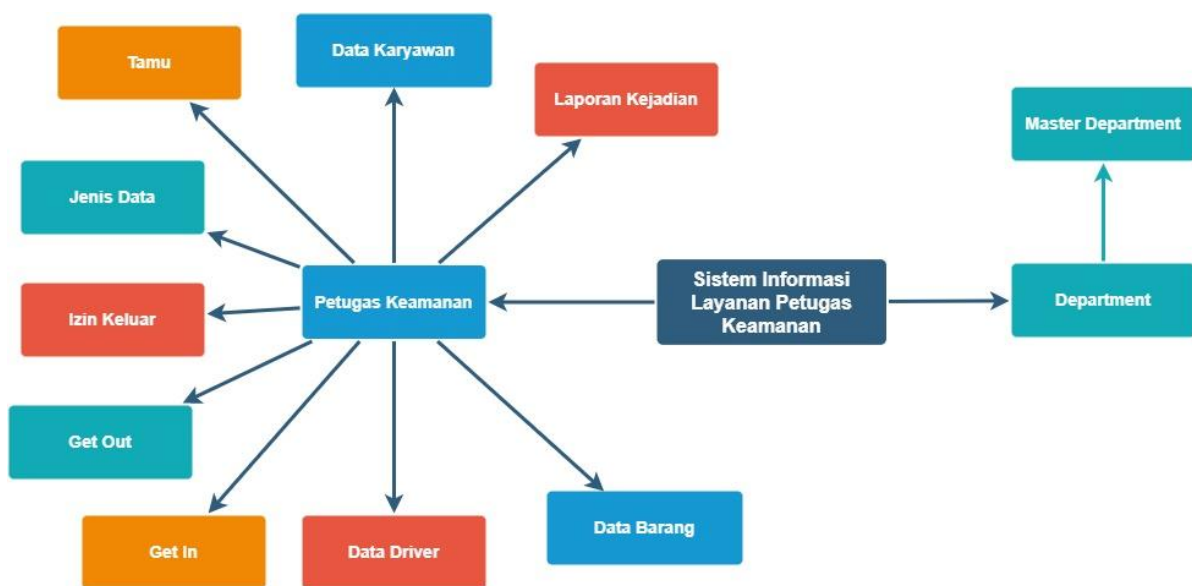 Tamu
Data Karyawan
Laporan Kejadian
Master Department
Jenis Data
Petugas Keamanan
Sistem Informasi
Layanan Petugas
Keamanan
Department
Izin Keluar
Get Out
Get In
Data Driver
Data Barang